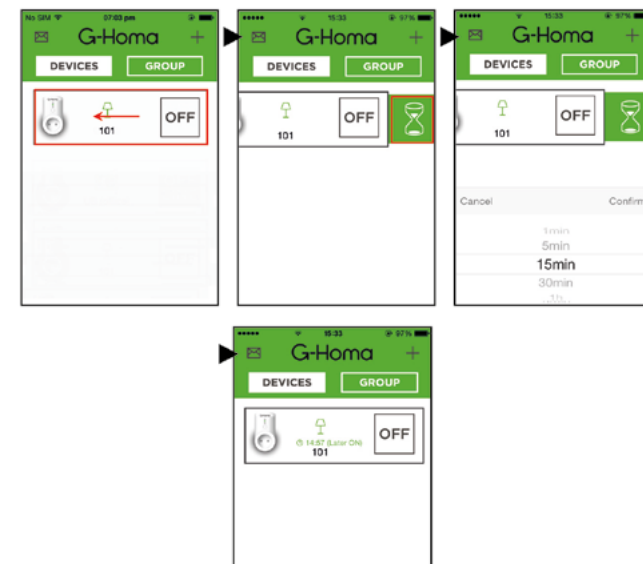 No SIM 07:03 pm
G-Homa +
DEVICES GROUP
101
OFF
15:33 97%
G-Homa +
DEVICES GROUP
101
OFF
15:33 97%
G-Homa +
DEVICES GROUP
101
OFF
Cancel Confirm
1min
5min
15min
30min
1h
15:33 97%
G-Homa +
DEVICES GROUP
14:57 (Later ON)
101
OFF